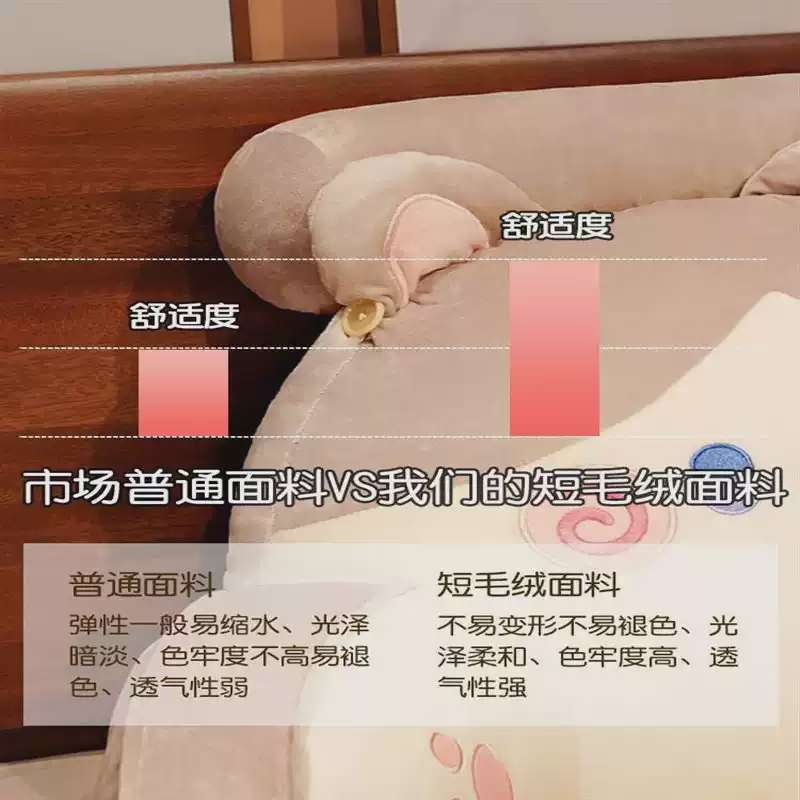 舒适度
舒适度
市场普通面料VS我们的短毛绒面料
普通面料
弹性一般易缩水、光泽
暗淡、色牢度不高易褪
色、透气性弱
短毛绒面料
不易变形不易褪色、光
泽柔和、色牢度高、透
气性强